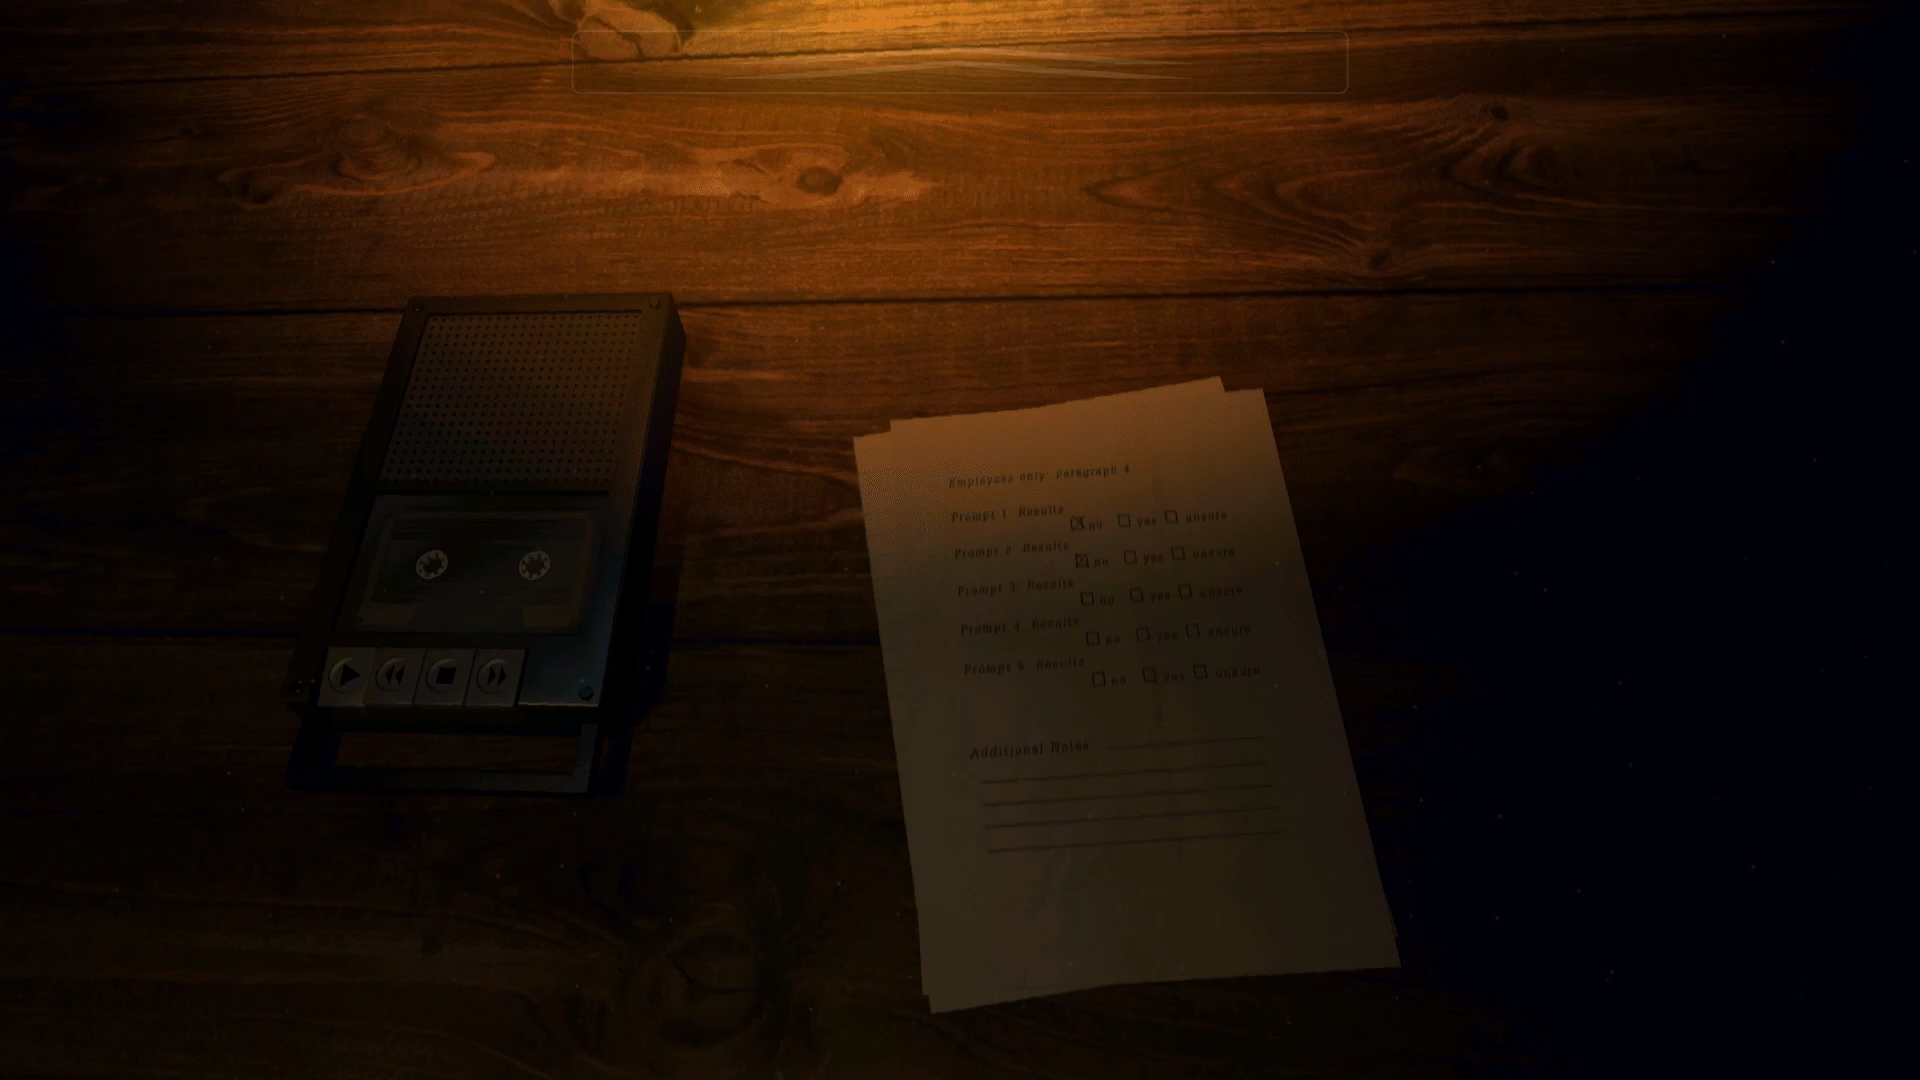 Employees only: Paragraph 4
Prompt 1: Results
no yes unsure
Prompt 2: Results
no yes unsure
Prompt 3: Results
no yes unsure
Prompt 4: Results
no yes unsure
Prompt 5: Results
no yes unsure
Additional Notes